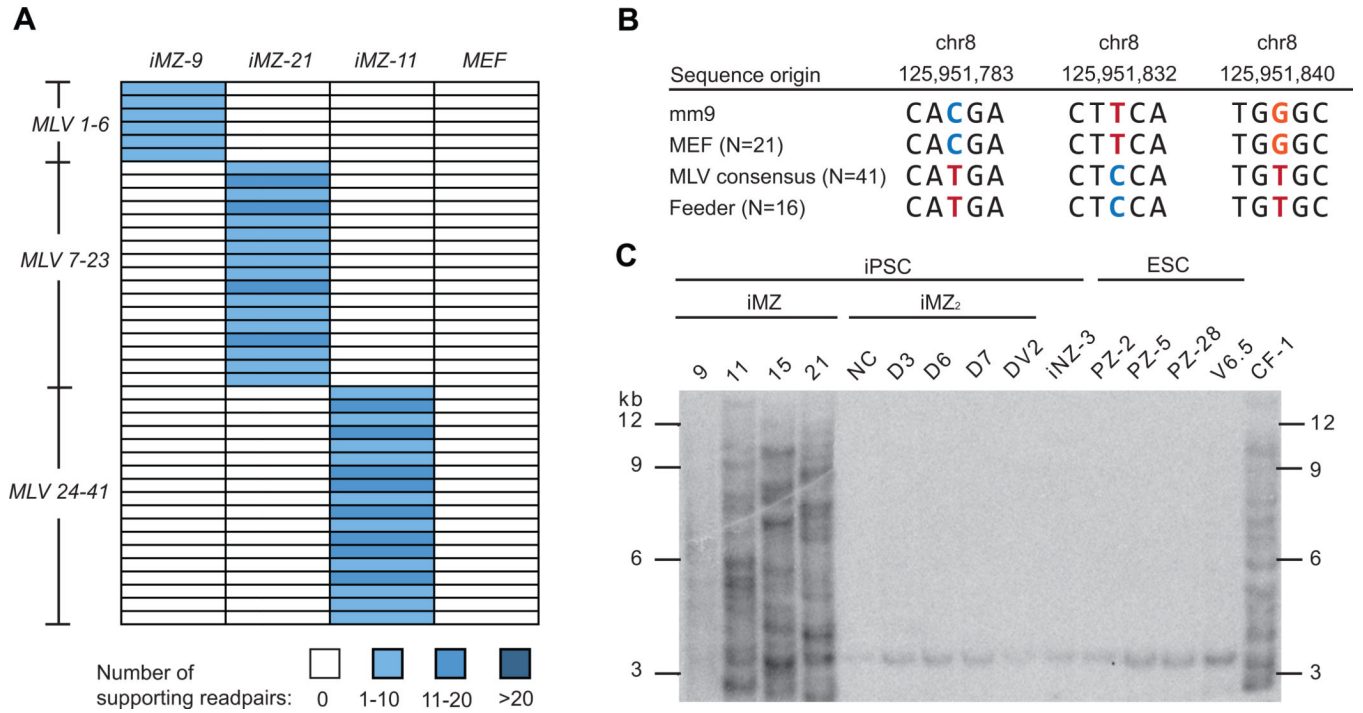 A
iMZ-9 iMZ-21 iMZ-11 MEF
MLV 1-6
MLV 7-23
MLV 24-41
Number of
supporting readpairs:
0 1-10 11-20 >20
B
chr8 chr8 chr8
Sequence origin 125,951,783 125,951,832 125,951,840
mm9 CACGA CTTCA TGGGC
MEF (N=21) CACGA CTTCA TGGGC
MLV consensus (N=41) CATGA CTCCA TGTGC
Feeder (N=16) CATGA CTCCA TGTGC
C
iPSC ESC
iMZ iMZ₂
9 11 15 21 NC D3 D6 D7 DV2 iNZ-3 PZ-2 PZ-5 PZ-28 V6.5 CF-1
kb
12 12
9 9
6 6
3 3